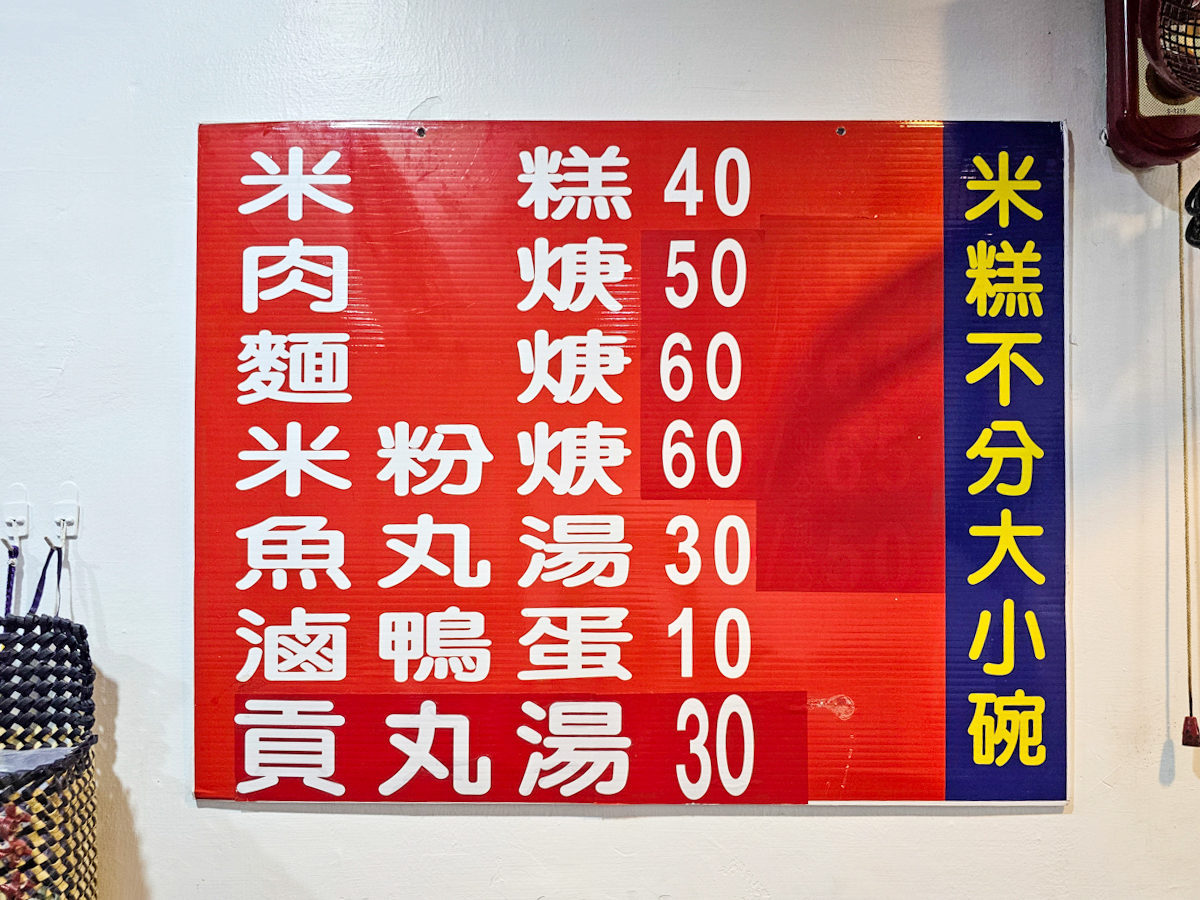 米糕 40
肉焿 50
麵焿 60
米粉焿 60
魚丸湯 30
滷鴨蛋 10
貢丸湯 30
米糕不分大小碗